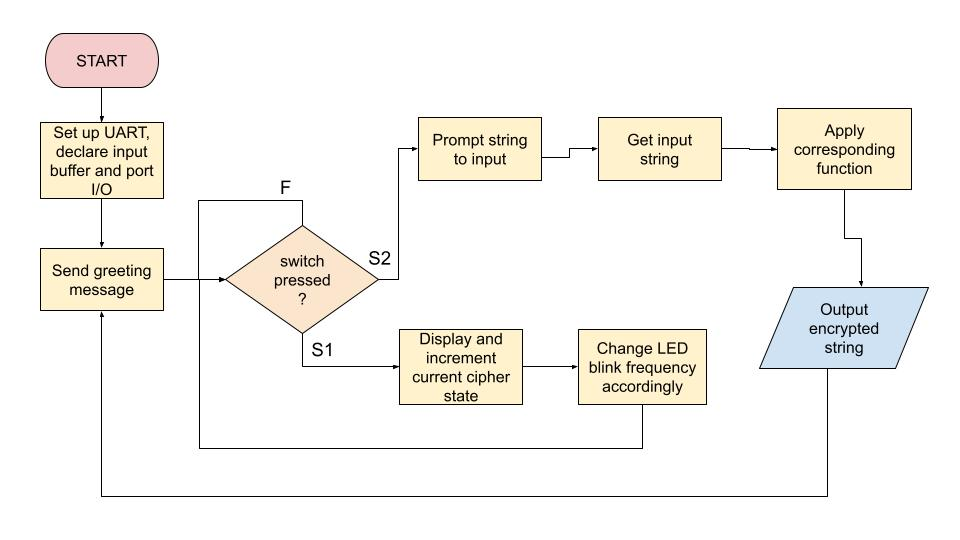 START
Set up UART,
declare input
buffer and port
I/O
Send greeting
message
F
switch
pressed
?
S2
S1
Prompt string
to input
Get input
string
Apply
corresponding
function
Output
encrypted
string
Display and
increment
current cipher
state
Change LED
blink frequency
accordingly